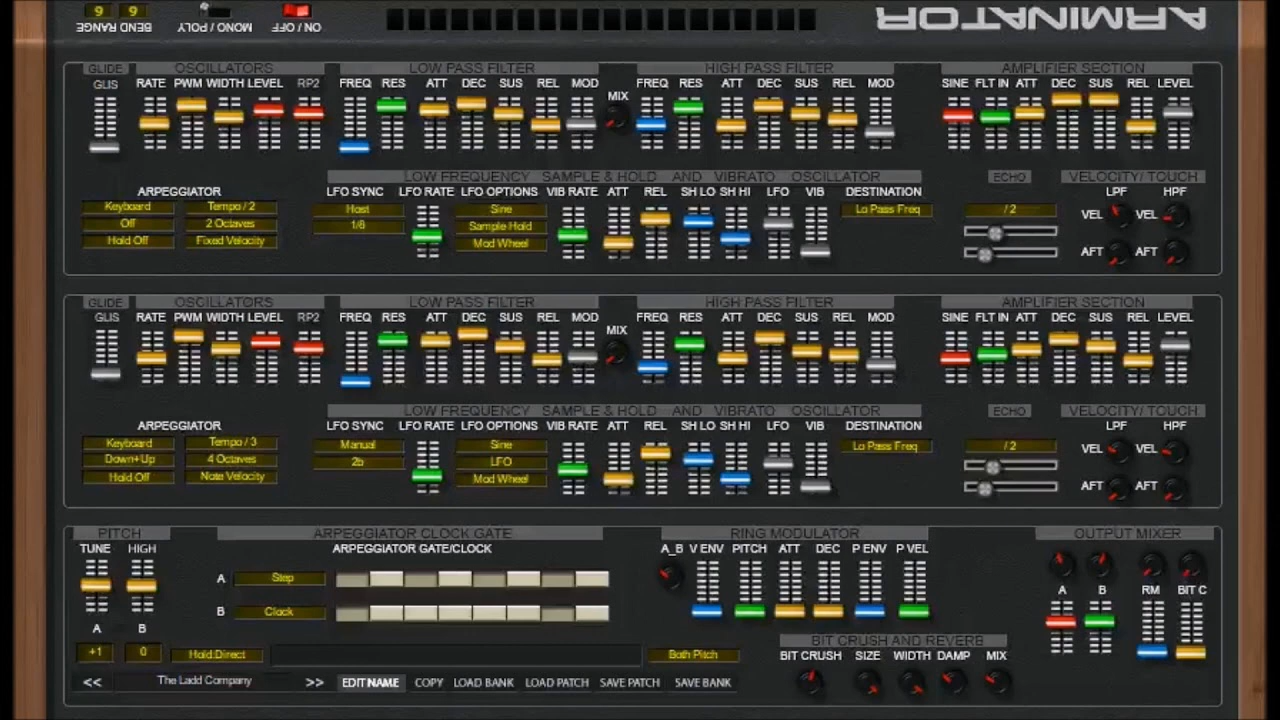 6 6
BEND RANGE MONO / POLY ON / OFF ARMINATOR
GLIDE OSCILLATORS LOW PASS FILTER HIGH PASS FILTER AMPLIFIER SECTION
GLIS RATE PWM WIDTH LEVEL RP2 FREQ RES ATT DEC SUS REL MOD MIX FREQ RES ATT DEC SUS REL MOD SINE FLT IN ATT DEC SUS REL LEVEL
LOW FREQUENCY SAMPLE & HOLD AND VIBRATO OSCILLATOR ECHO VELOCITY/ TOUCH
ARPEGGIATOR LFO SYNC LFO RATE LFO OPTIONS VIB RATE ATT REL SH LO SH HI LFO VIB DESTINATION LPF HPF
Keyboard Tempo / 2 Host Sine Lo Pass Freq / 2
Off 2 Octaves 1/8 Sample Hold VEL VEL
Hold Off Fixed Velocity Mod Wheel
AFT AFT
GLIDE OSCILLATORS LOW PASS FILTER HIGH PASS FILTER AMPLIFIER SECTION
GLIS RATE PWM WIDTH LEVEL RP2 FREQ RES ATT DEC SUS REL MOD MIX FREQ RES ATT DEC SUS REL MOD SINE FLT IN ATT DEC SUS REL LEVEL
LOW FREQUENCY SAMPLE & HOLD AND VIBRATO OSCILLATOR ECHO VELOCITY/ TOUCH
ARPEGGIATOR LFO SYNC LFO RATE LFO OPTIONS VIB RATE ATT REL SH LO SH HI LFO VIB DESTINATION LPF HPF
Keyboard Tempo / 3 Manual Sine Lo Pass Freq / 2
Down+Up 4 Octaves 2b LFO VEL VEL
Hold Off Note Velocity Mod Wheel
AFT AFT
PITCH ARPEGGIATOR CLOCK GATE RING MODULATOR OUTPUT MIXER
TUNE HIGH ARPEGGIATOR GATE/CLOCK A_B V ENV PITCH ATT DEC P ENV P VEL
A Step
A B RM BIT C
B Clock
A B
BIT CRUSH AND REVERB
+1 0 Hold Direct Both Pitch BIT CRUSH SIZE WIDTH DAMP MIX
<< The Ladd Company >> EDIT NAME COPY LOAD BANK LOAD PATCH SAVE PATCH SAVE BANK